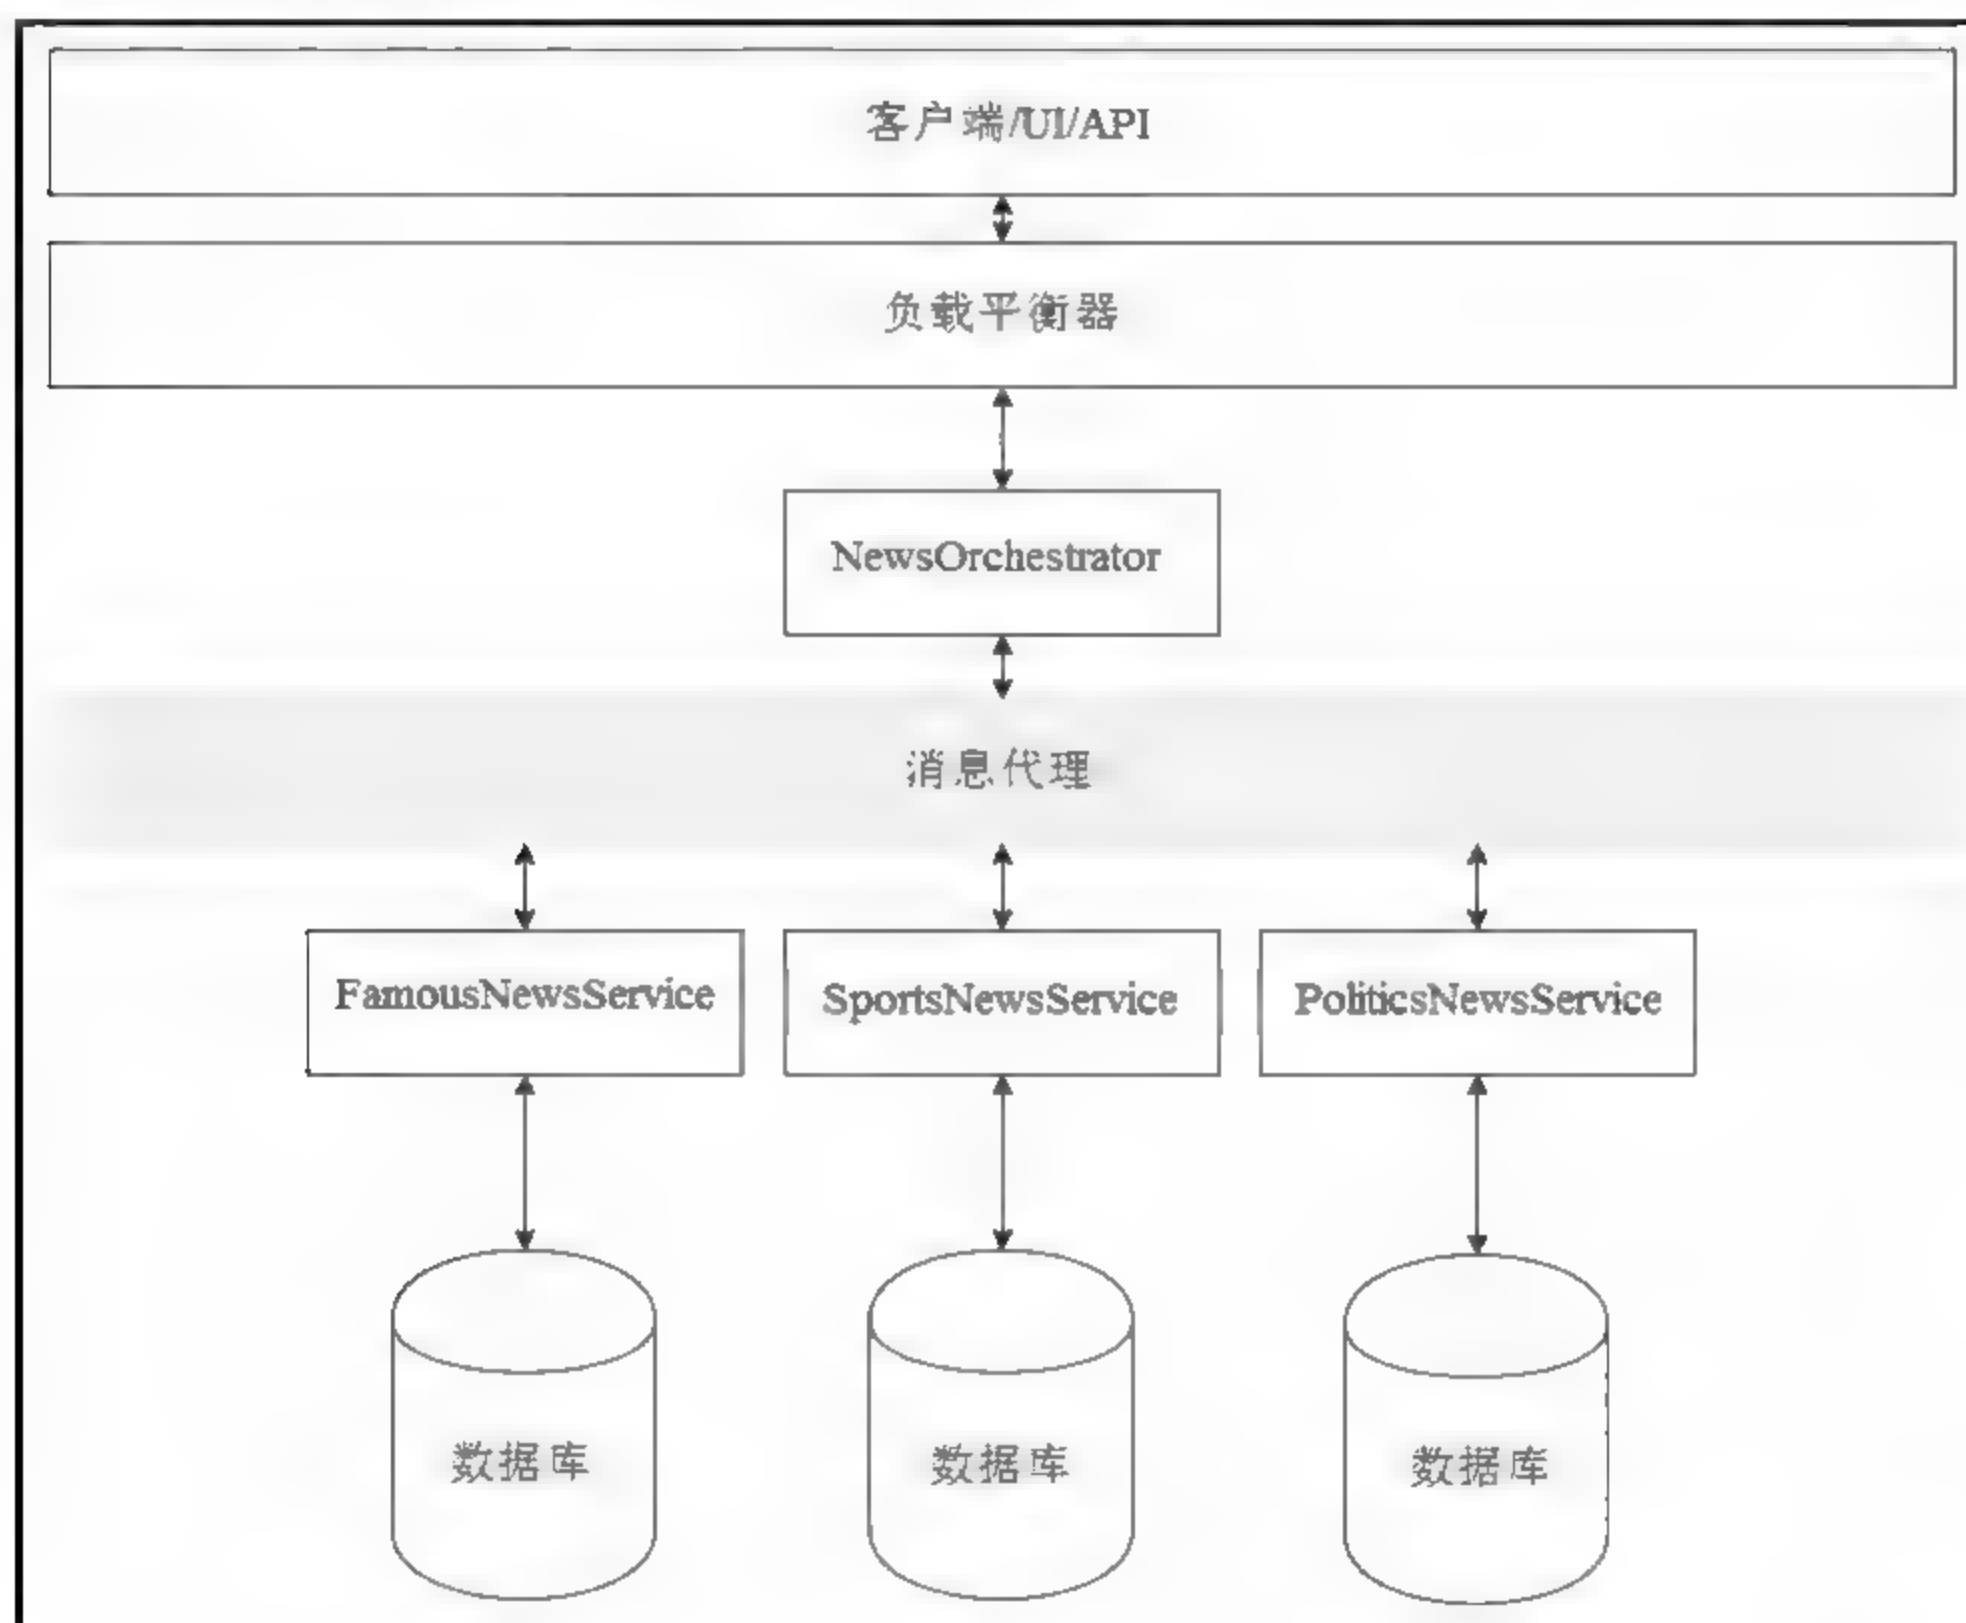 客户端/UI/API
负载平衡器
NewsOrchestrator
消息代理
FamousNewsService
SportsNewsService
PoliticsNewsService
数据库
数据库
数据库